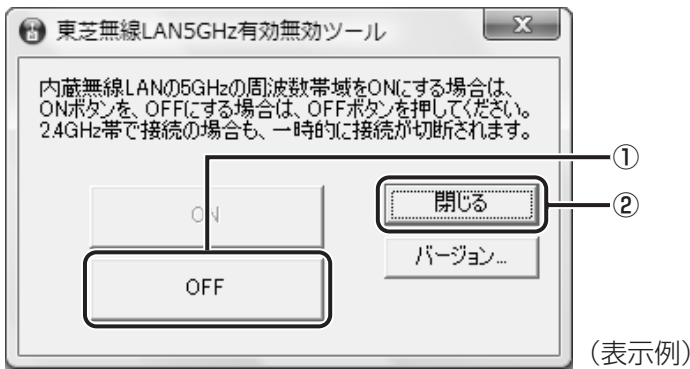 東芝無線LAN5GHz有効無効ツール
X
内蔵無線LANの5GHzの周波数帯域をONにする場合は、
ONボタンを、OFFにする場合は、OFFボタンを押してください。
2.4GHz帯で接続の場合も、一時的に接続が切断されます。
①
ON
閉じる
②
バージョン...
OFF
（表示例）